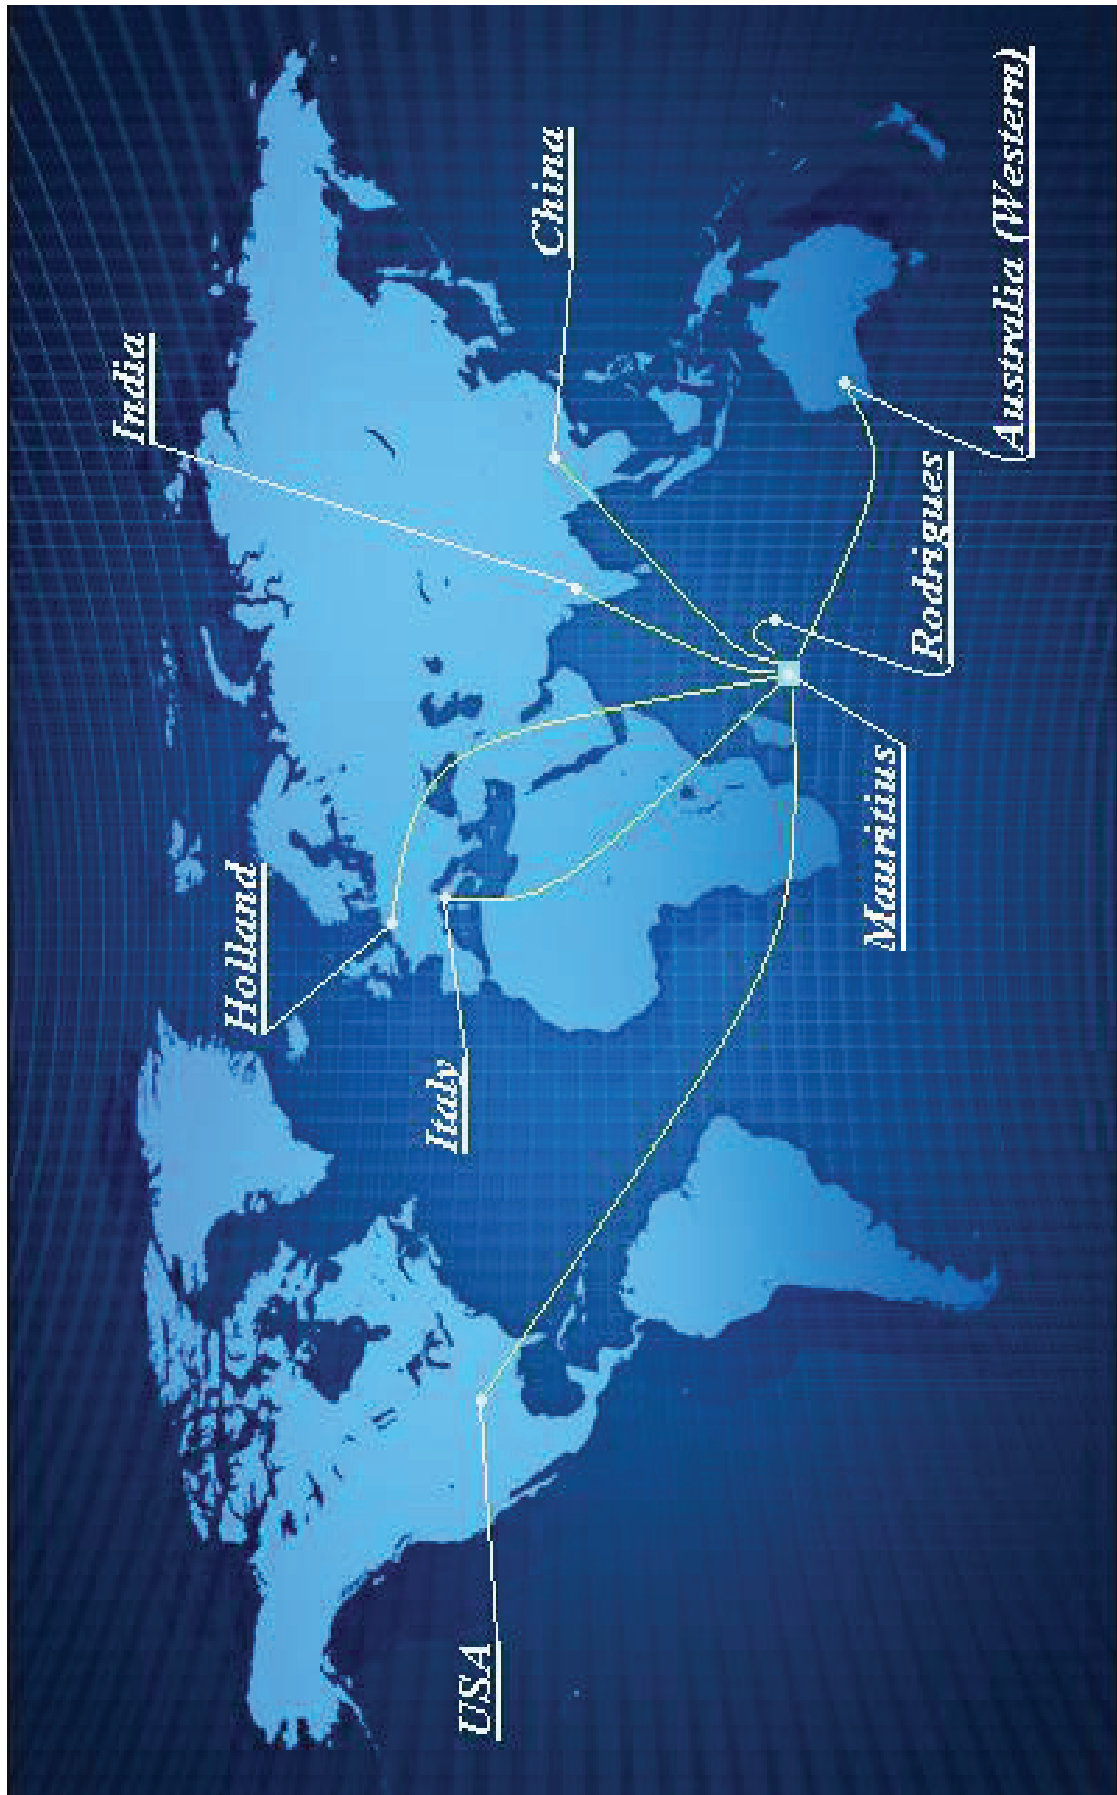 India
China
Holland
Italy
USA
Mauritius
Rodrigues
Australia (Western)